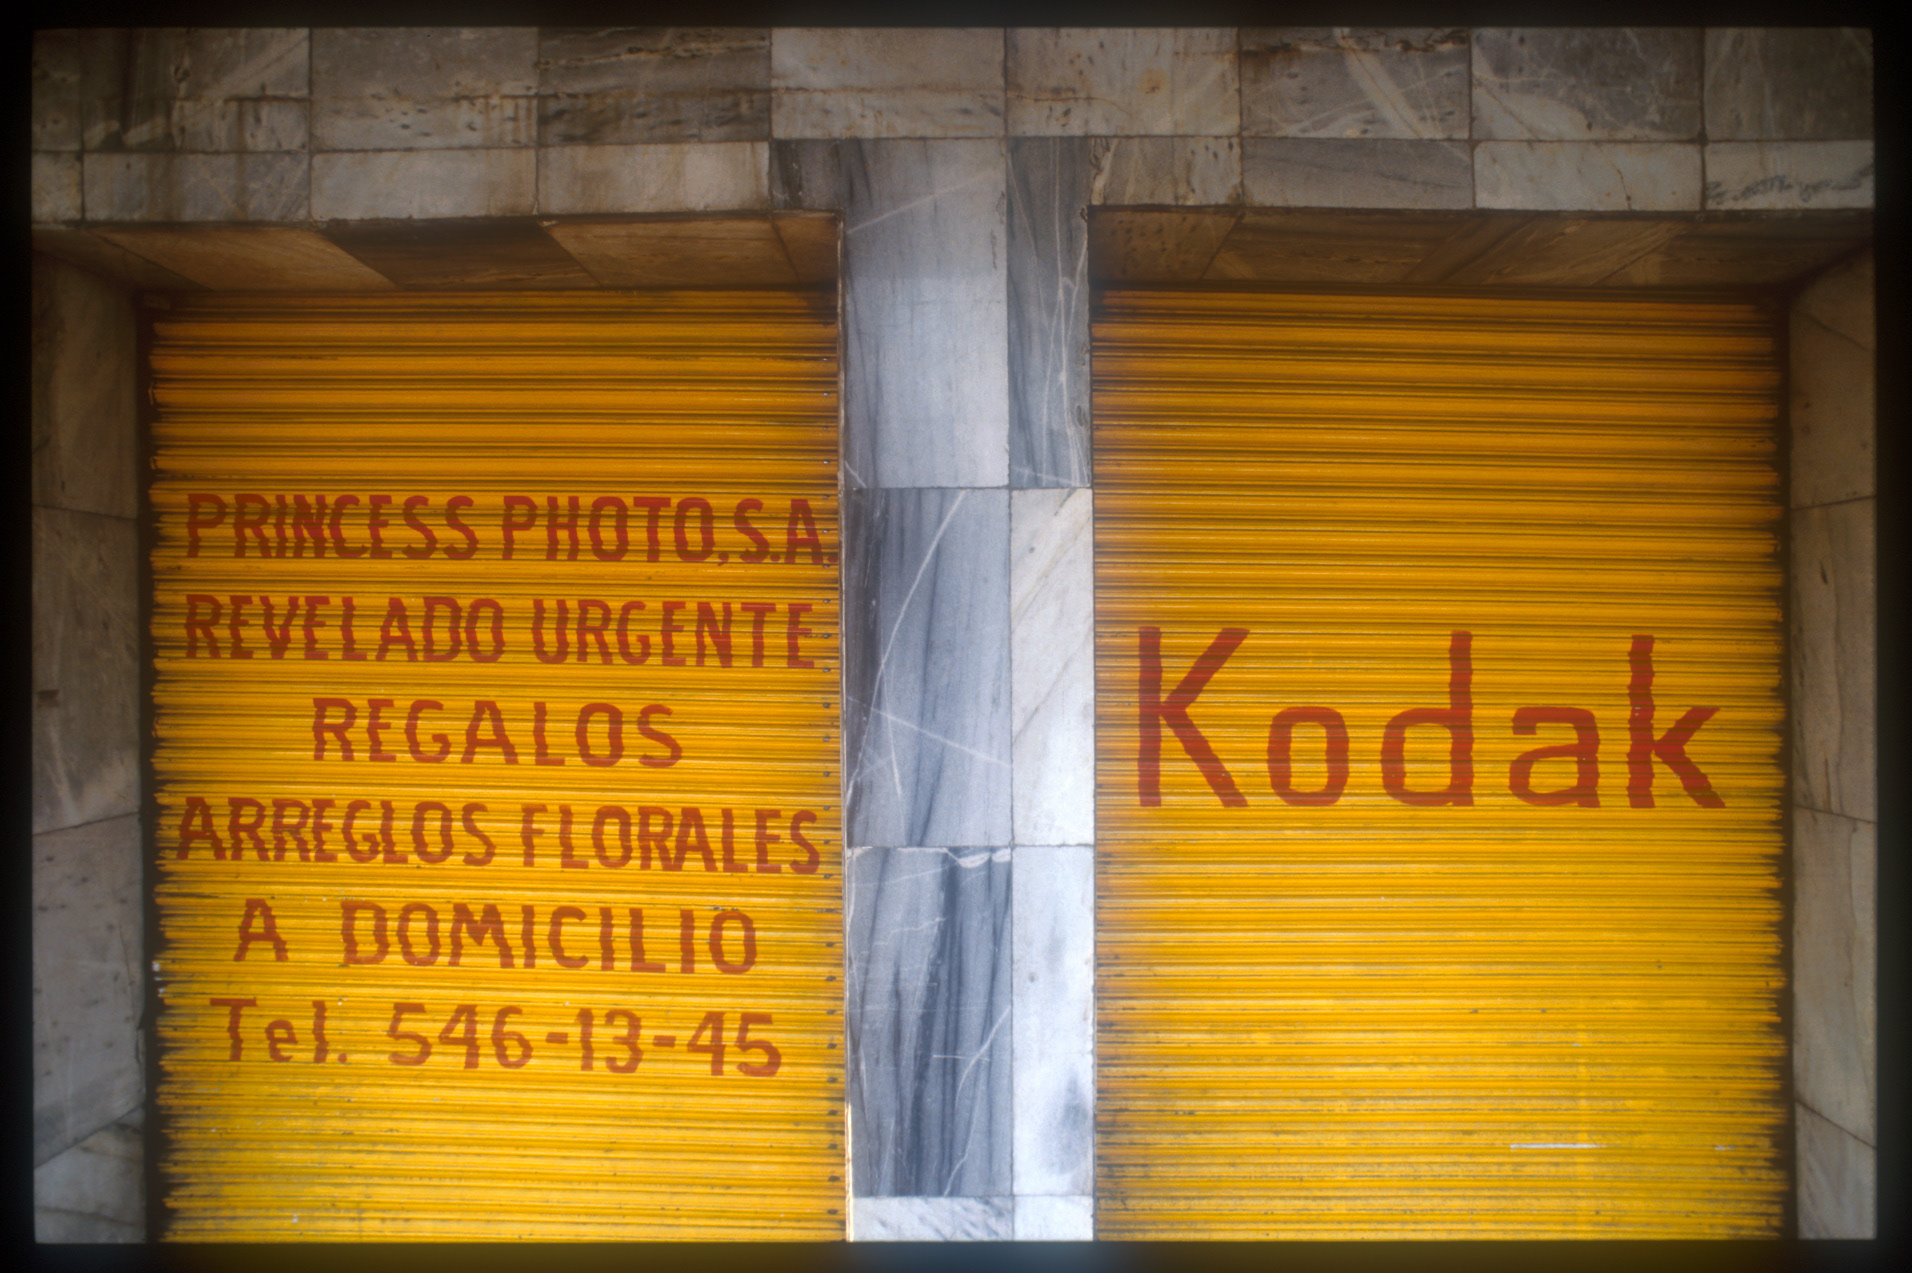 PRINCESS PHOTO, S.A.
REVELADO URGENTE
REGALOS
ARREGLOS FLORALES
A DOMICILIO
Tel. 546-13-45
Kodak